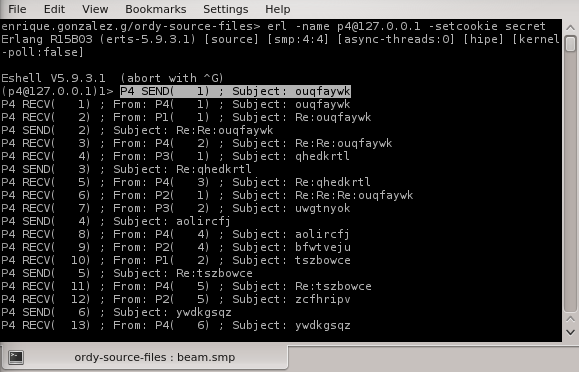 File Edit View Bookmarks Settings Help
enrique.gonzalez.g/ordy-source-files> erl -name p4@127.0.0.1 -setcookie secret
Erlang R15B03 (erts-5.9.3.1) [source] [smp:4:4] [async-threads:0] [hipe] [kernel
-poll:false]
Eshell V5.9.3.1  (abort with ^G)
(p4@127.0.0.1)1> P4 SEND(   1) ; Subject: ouqfaywk
P4 RECV(   1) ; From: P4(   1) ; Subject: ouqfaywk
P4 RECV(   2) ; From: P1(   1) ; Subject: Re:ouqfaywk
P4 SEND(   2) ; Subject: Re:Re:ouqfaywk
P4 RECV(   3) ; From: P4(   2) ; Subject: Re:Re:ouqfaywk
P4 RECV(   4) ; From: P3(   1) ; Subject: qhedkrtl
P4 SEND(   3) ; Subject: Re:qhedkrtl
P4 RECV(   5) ; From: P4(   3) ; Subject: Re:qhedkrtl
P4 RECV(   6) ; From: P2(   1) ; Subject: Re:Re:Re:ouqfaywk
P4 RECV(   7) ; From: P3(   2) ; Subject: uwgtnyok
P4 SEND(   4) ; Subject: aolircfj
P4 RECV(   8) ; From: P4(   4) ; Subject: aolircfj
P4 RECV(   9) ; From: P2(   4) ; Subject: bfwtveju
P4 RECV(  10) ; From: P1(   2) ; Subject: tszbowce
P4 SEND(   5) ; Subject: Re:tszbowce
P4 RECV(  11) ; From: P4(   5) ; Subject: Re:tszbowce
P4 RECV(  12) ; From: P2(   5) ; Subject: zcfhripv
P4 SEND(   6) ; Subject: ywdkgsqz
P4 RECV(  13) ; From: P4(   6) ; Subject: ywdkgsqz
ordy-source-files : beam.smp